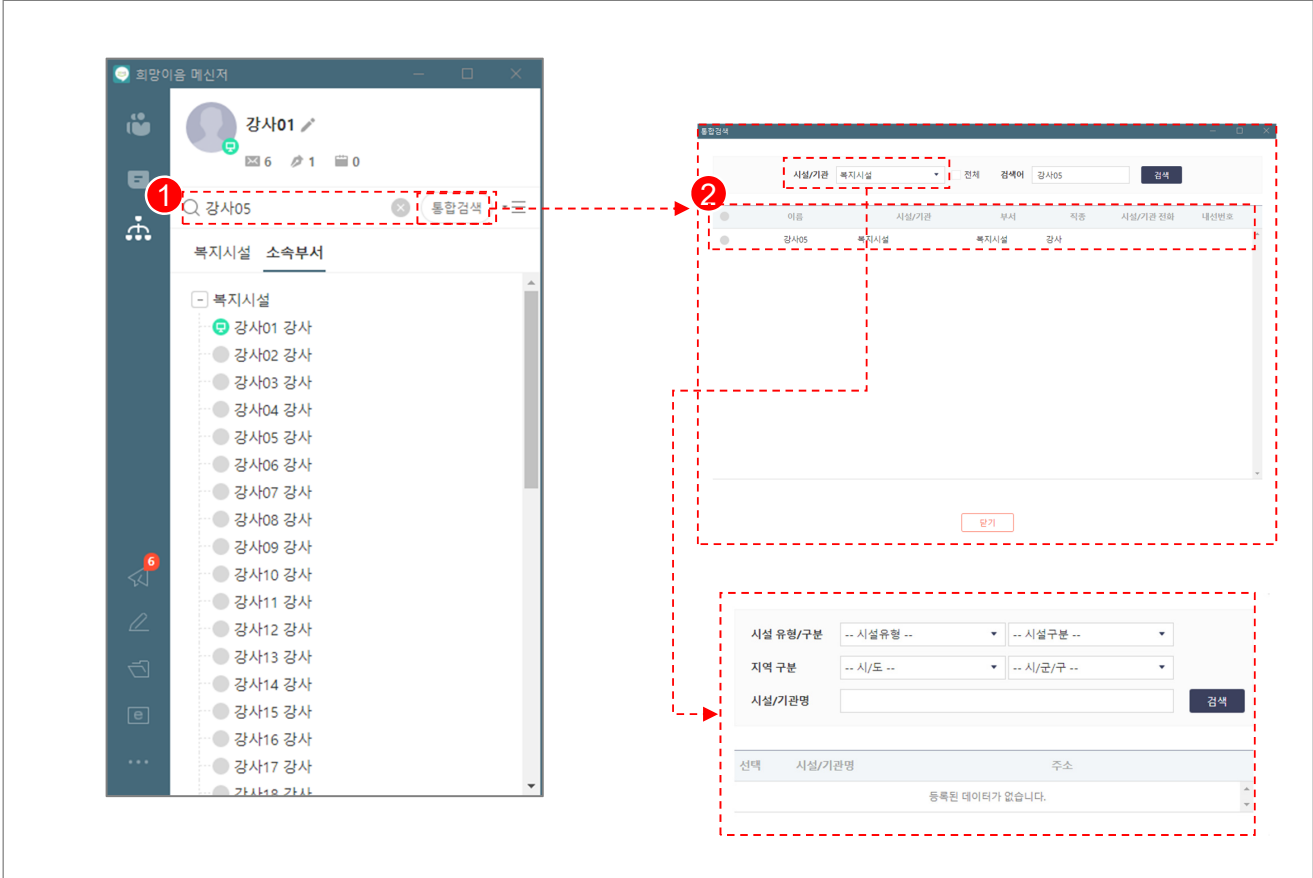 희망이음 메신저
강사01
6 1 0
1
강사05 통합검색
복지시설 소속부서
복지시설
강사01 강사
강사02 강사
강사03 강사
강사04 강사
강사05 강사
강사06 강사
강사07 강사
강사08 강사
강사09 강사
강사10 강사
강사11 강사
강사12 강사
강사13 강사
강사14 강사
강사15 강사
강사16 강사
강사17 강사
강사18 강사
6
e
통합검색
시설/기관 복지시설 전체 검색어 강사05 검색
2
이름 시설/기관 부서 직종 시설/기관 전화 내선번호
강사05 복지시설 복지시설 강사
닫기
시설 유형/구분 -- 시설유형 -- -- 시설구분 --
지역 구분 -- 시/도 -- -- 시/군/구 --
시설/기관명 검색
선택 시설/기관명 주소
등록된 데이터가 없습니다.